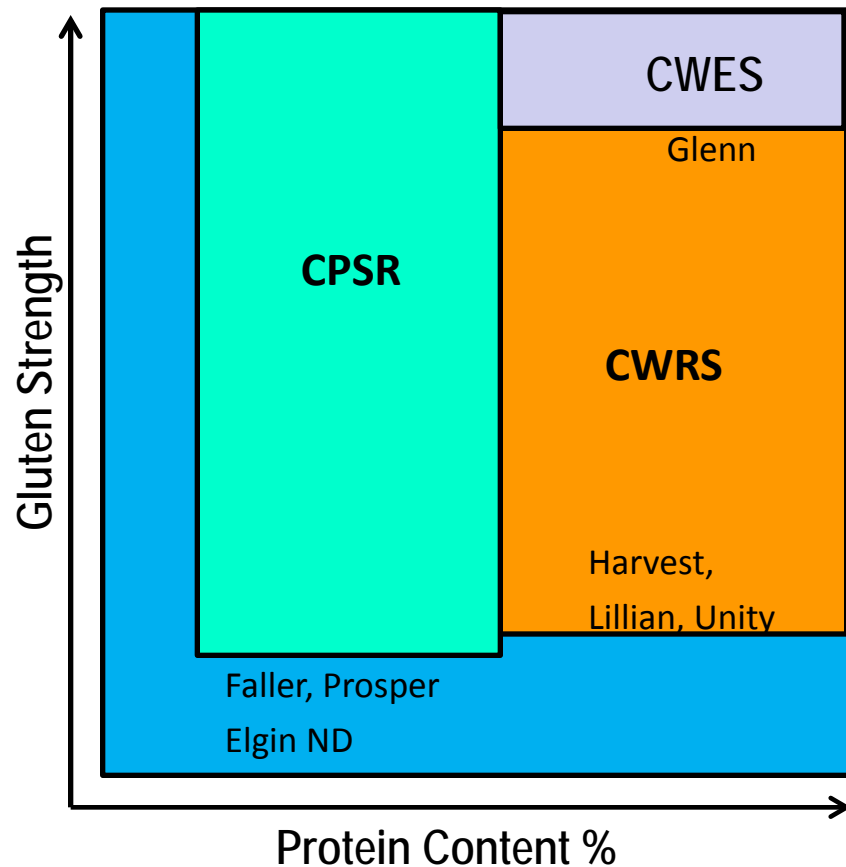 Gluten Strength
CWES
Glenn
CPSR
CWRS
Harvest,
Lillian, Unity
Faller, Prosper
Elgin ND
Protein Content %